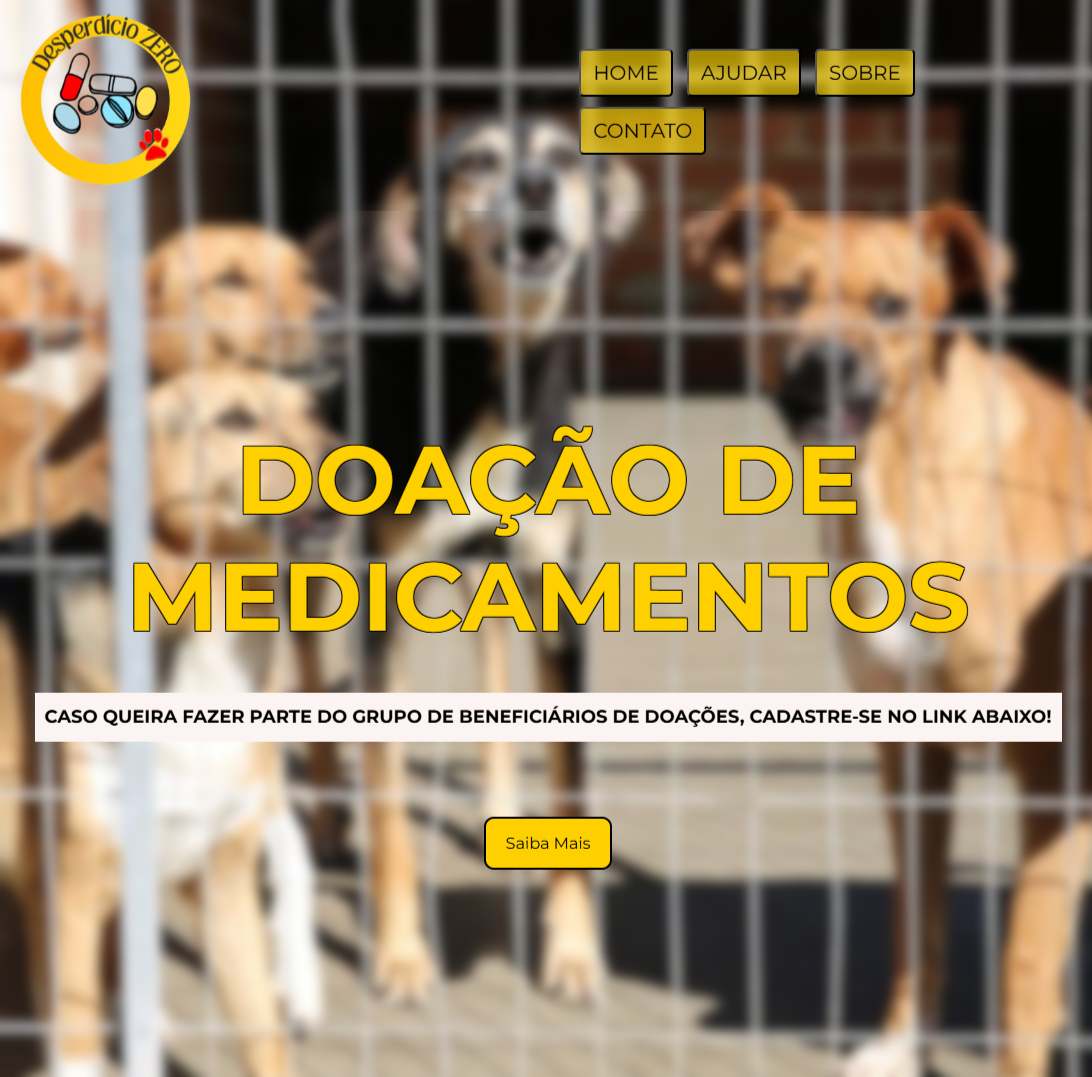 Desperdício ZERO
HOME
AJUDAR
SOBRE
CONTATO
DOAÇÃO DE
MEDICAMENTOS
CASO QUEIRA FAZER PARTE DO GRUPO DE BENEFICIÁRIOS DE DOAÇÕES, CADASTRE-SE NO LINK ABAIXO!
Saiba Mais